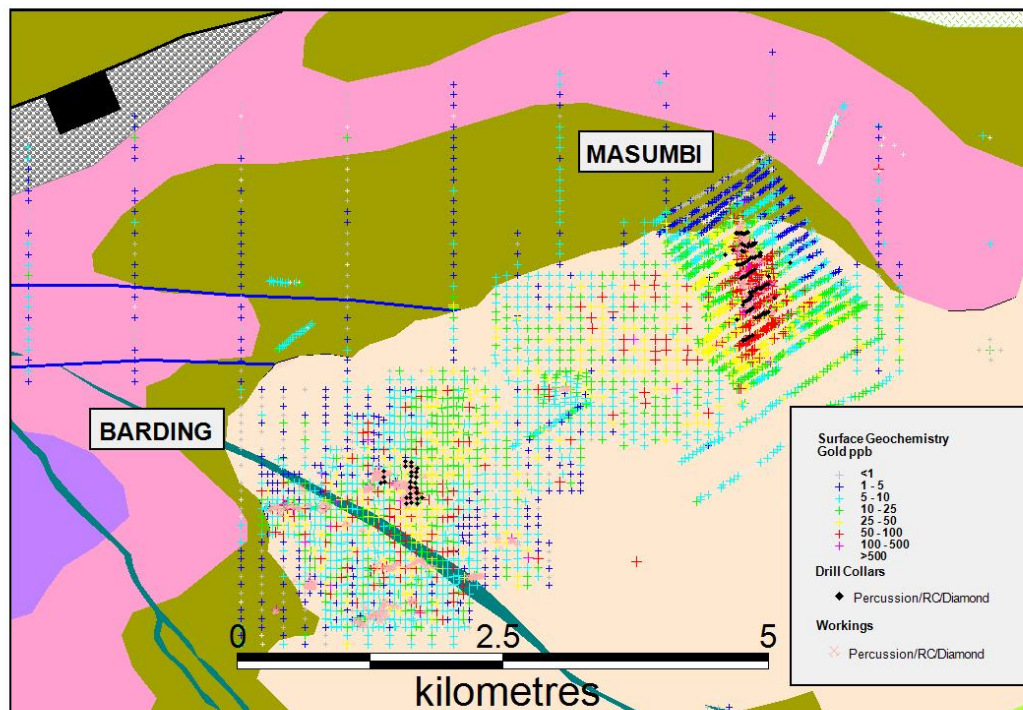 MASUMBI
BARDING
Surface Geochemistry
Gold ppb
<1
1 - 5
5 - 10
10 - 25
25 - 50
50 - 100
100 - 500
>500
Drill Collars
Percussion/RC/Diamond
Workings
Percussion/RC/Diamond
0 2.5 5
kilometres